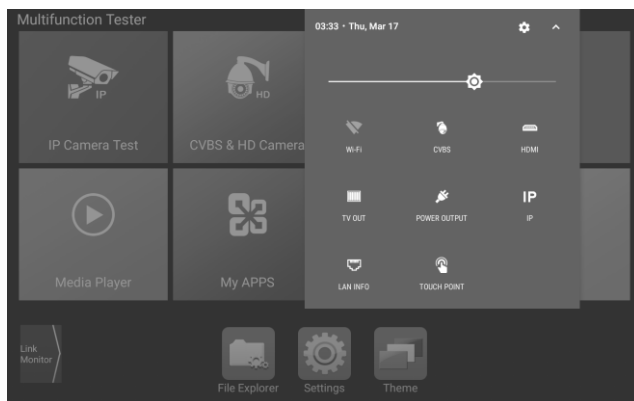 Multifunction Tester
03:33 • Thu, Mar 17
IP
HD
IP Camera Test
CVBS & HD Camera
Wi-Fi
CVBS
HDMI
TV OUT
POWER OUTPUT
IP
IP
Media Player
My APPS
LAN INFO
TOUCH POINT
Link
Monitor
File Explorer
Settings
Theme